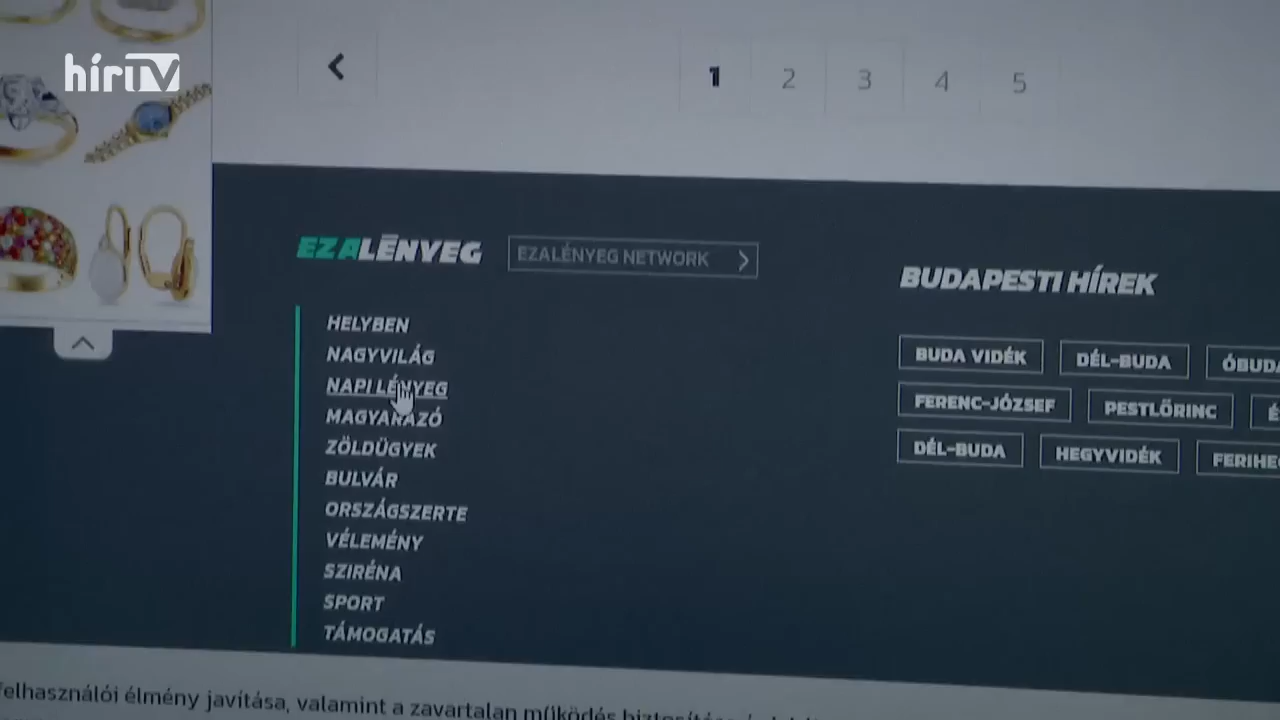 hírTV
1 2 3 4 5
EZALÉNYEG
EZALÉNYEG NETWORK
HELYBEN
NAGYVILÁG
NAPI LÉNYEG
MAGYARÁZÓ
ZÖLDÜGYEK
BULVÁR
ORSZÁGSZERTE
VÉLEMÉNY
SZIRÉNA
SPORT
TÁMOGATÁS
BUDAPESTI HÍREK
BUDA VIDÉK DÉL-BUDA ÓBUDA
FERENC-JÓZSEF PESTLŐRINC
DÉL-BUDA HEGYVIDÉK FERIHE
felhasználói élmény javítása, valamint a zavartalan működés